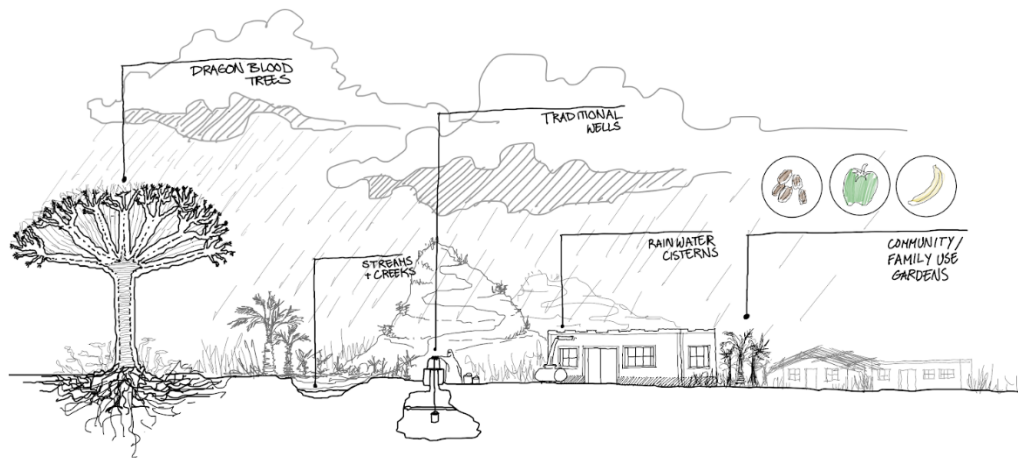 DRAGON BLOOD
TREES
TRADITIONAL
WELLS
STREAMS
+ CREEKS
RAINWATER
CISTERNS
COMMUNITY/
FAMILY USE
GARDENS